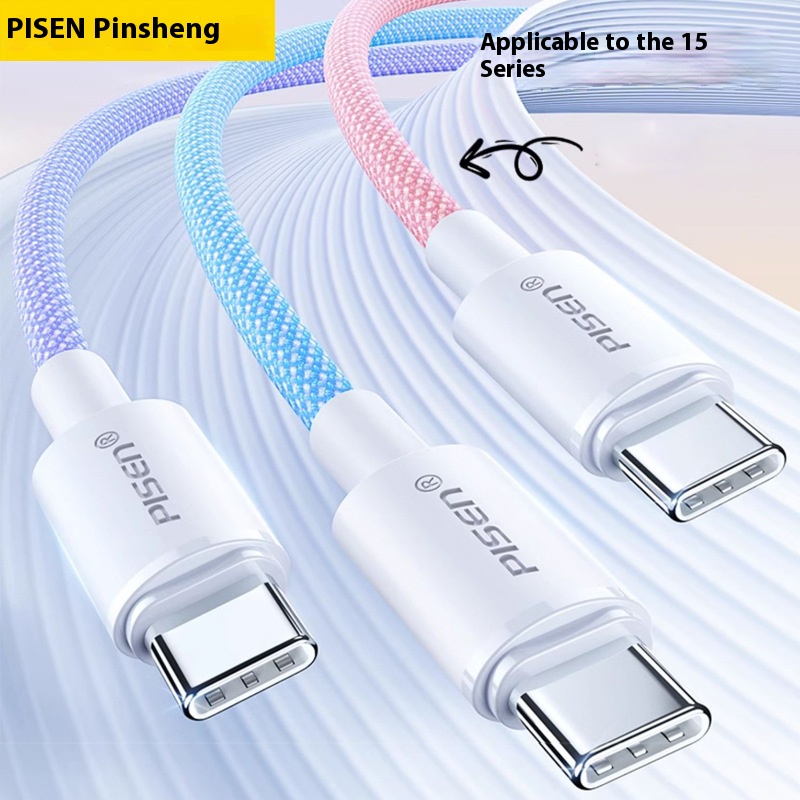 PISEN Pinsheng
Applicable to the 15
Series
PISEN®
PISEN®
PISEN®